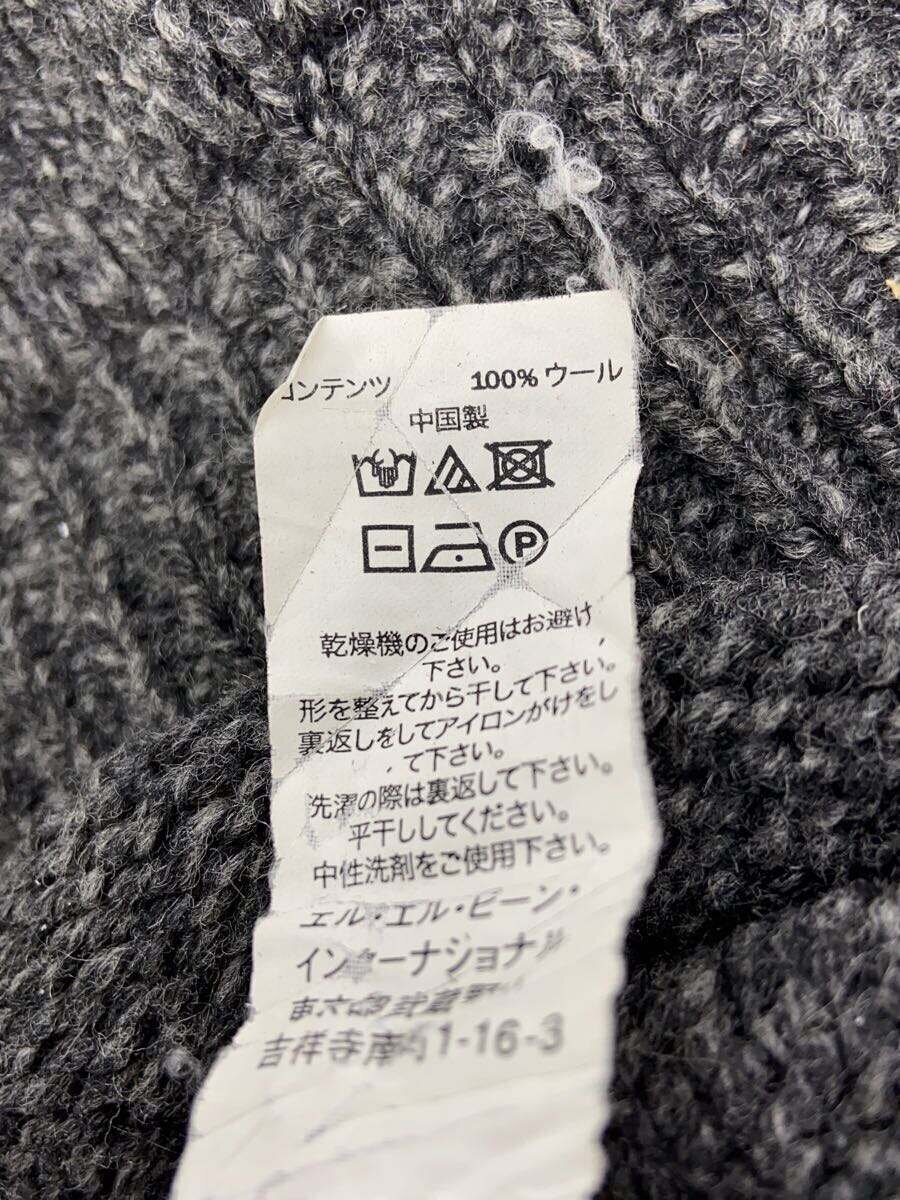 コンテンツ 100% ウール
中国製
P
乾燥機のご使用はお避け
下さい。
形を整えてから干して下さい。
裏返しをしてアイロンがけをし
て下さい。
洗濯の際は裏返して下さい。
平干ししてください。
中性洗剤をご使用下さい。
エル・エル・ビーン・
インターナショナル
吉祥寺南町1-16-3